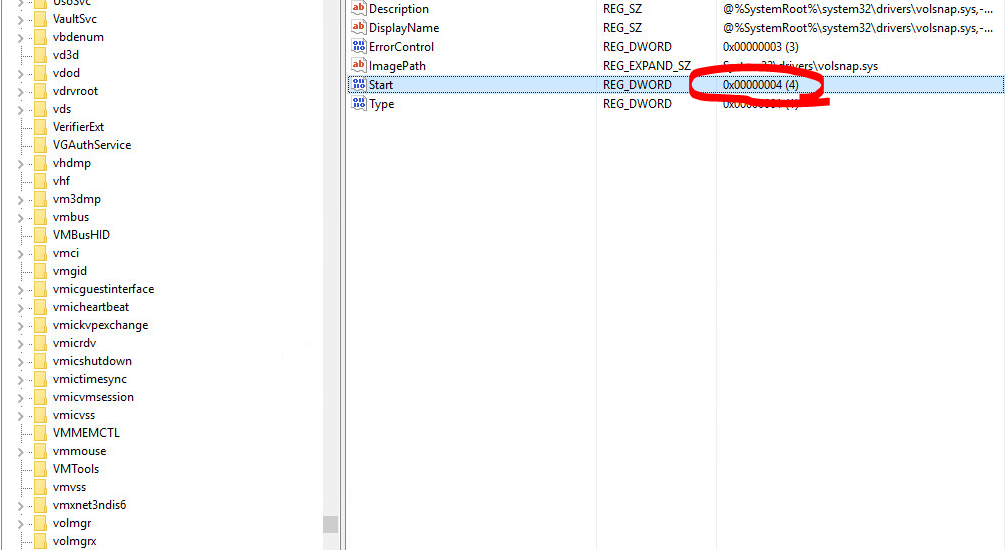 UsoSvc
VaultSvc
vbdenum
vd3d
vdod
vdrvroot
vds
VerifierExt
VGAuthService
vhdmp
vhf
vm3dmp
vmbus
VMBusHID
vmci
vmgid
vmicguestinterface
vmicheartbeat
vmickvpexchange
vmicrdv
vmicshutdown
vmictimesync
vmicvmsession
vmicvss
VMMEMCTL
vmmouse
VMTools
vmvss
vmxnet3ndis6
volmgr
volmgrx
Description REG_SZ @%SystemRoot%\system32\drivers\volsnap.sys,-...
DisplayName REG_SZ @%SystemRoot%\system32\drivers\volsnap.sys,-...
ErrorControl REG_DWORD 0x00000003 (3)
ImagePath REG_EXPAND_SZ System32\drivers\volsnap.sys
Start REG_DWORD 0x00000004 (4)
Type REG_DWORD